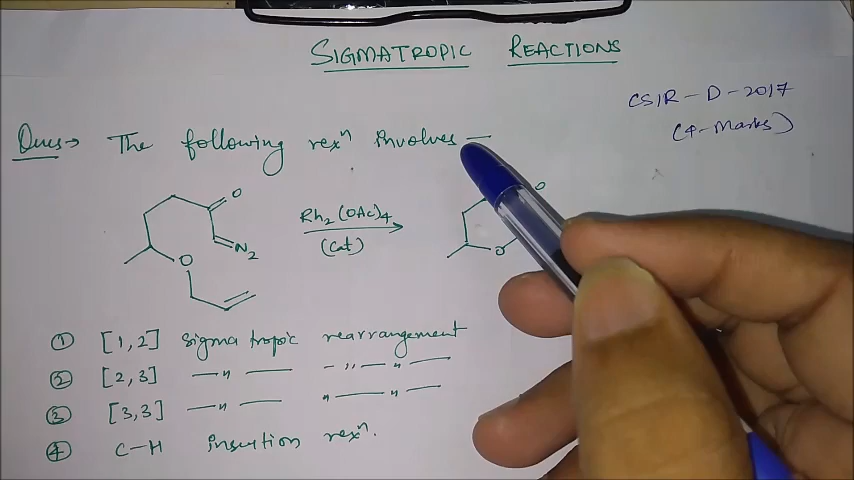 SIGMATROPIC REACTIONS
CSIR - D - 2017
(4-Marks)
Ques→ The following rexⁿ involves —
O
N₂
O
Rh₂(OAc)₄
(Cat)
O
O
① [1,2] sigma tropic rearrangement
② [2,3] —〃— —〃—
③ [3,3] —〃— —〃—
④ C-H insertion rexⁿ.